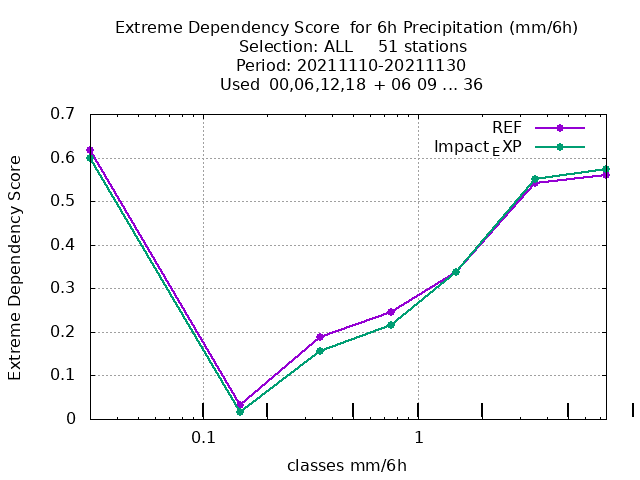 Extreme Dependency Score  for 6h Precipitation (mm/6h)
Selection: ALL     51 stations
Period: 20211110-20211130
Used  00,06,12,18  + 06 09 ... 36
REF
Impact_EXP
Extreme Dependency Score
0.7
0.6
0.5
0.4
0.3
0.2
0.1
0
0.1
1
classes mm/6h